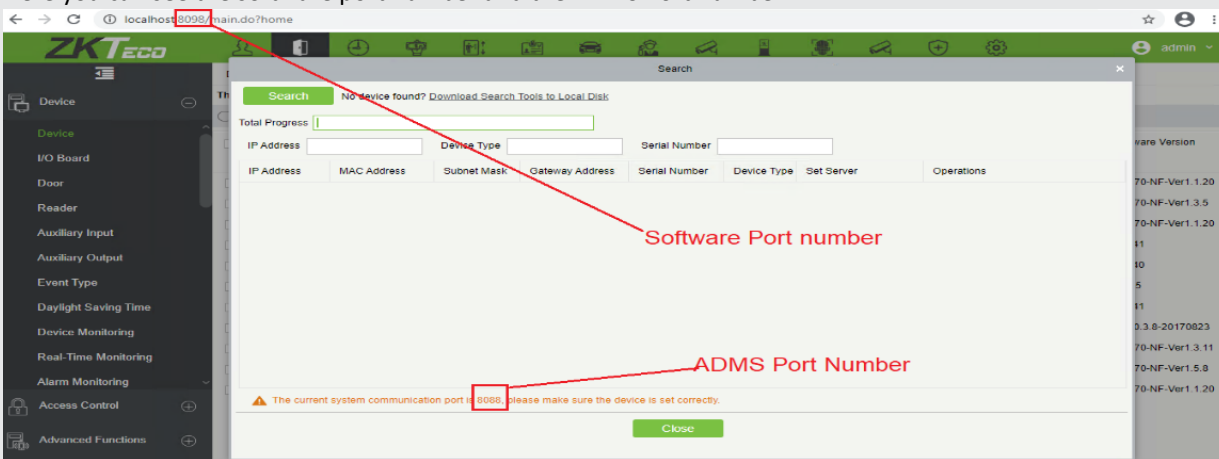 localhost:8098/main.do?home
ZKTeco
admin
Search
Device
Search
No device found? Download Search Tools to Local Disk
Total Progress
Device
IP Address
Device Type
Serial Number
ware Version
I/O Board
IP Address MAC Address Subnet Mask Gateway Address Serial Number Device Type Set Server Operations
Door
70-NF-Ver1.1.20
Reader
70-NF-Ver1.3.5
Auxiliary Input
70-NF-Ver1.1.20
Software Port number
41
Auxiliary Output
40
Event Type
5
Daylight Saving Time
41
Device Monitoring
0.3.8-20170823
Real-Time Monitoring
70-NF-Ver1.3.11
ADMS Port Number
70-NF-Ver1.5.8
Alarm Monitoring
70-NF-Ver1.1.20
Access Control
The current system communication port is 8088, please make sure the device is set correctly.
Close
Advanced Functions